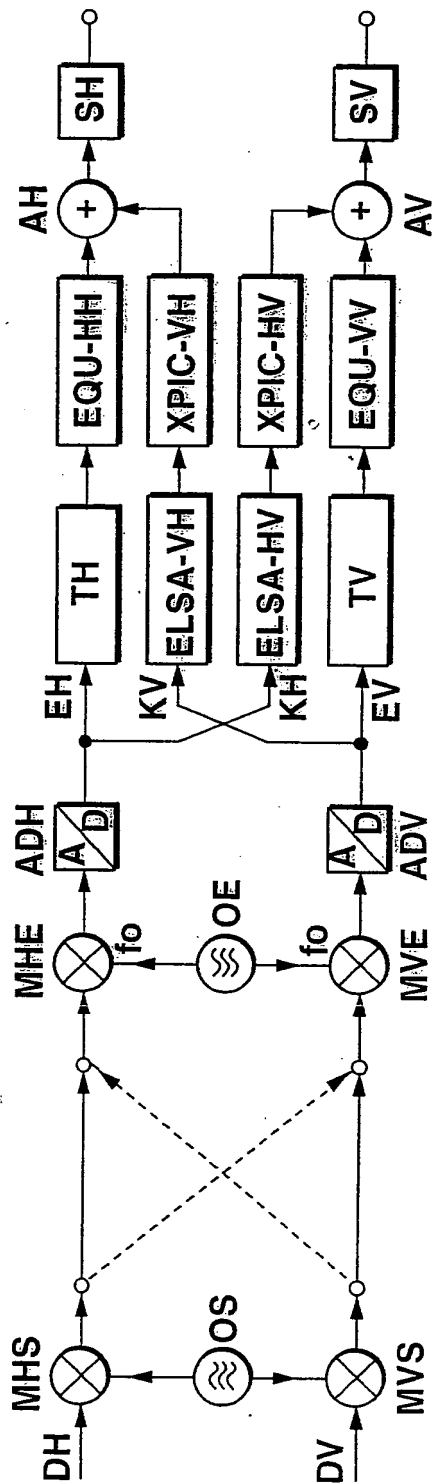 DH
MHS
OS
DV
MVS
MHE
fo
OE
fo
MVE
ADH
A
D
A
D
ADV
EH
KV
KH
EV
TH
ELSA-VH
ELSA-HV
TV
EQU-HH
XPIC-VH
XPIC-HV
EQU-VV
AH
+
+
AV
SH
SV